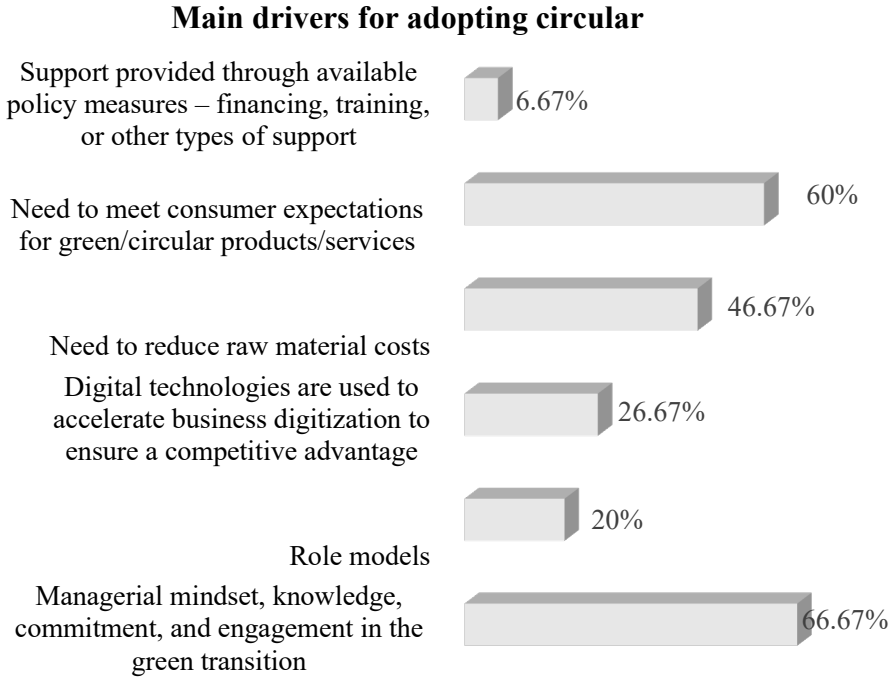 Main drivers for adopting circular
Support provided through available
policy measures – financing, training,
or other types of support
6.67%
Need to meet consumer expectations
for green/circular products/services
60%
Need to reduce raw material costs
46.67%
Digital technologies are used to
accelerate business digitization to
ensure a competitive advantage
26.67%
Role models
20%
Managerial mindset, knowledge,
commitment, and engagement in the
green transition
66.67%